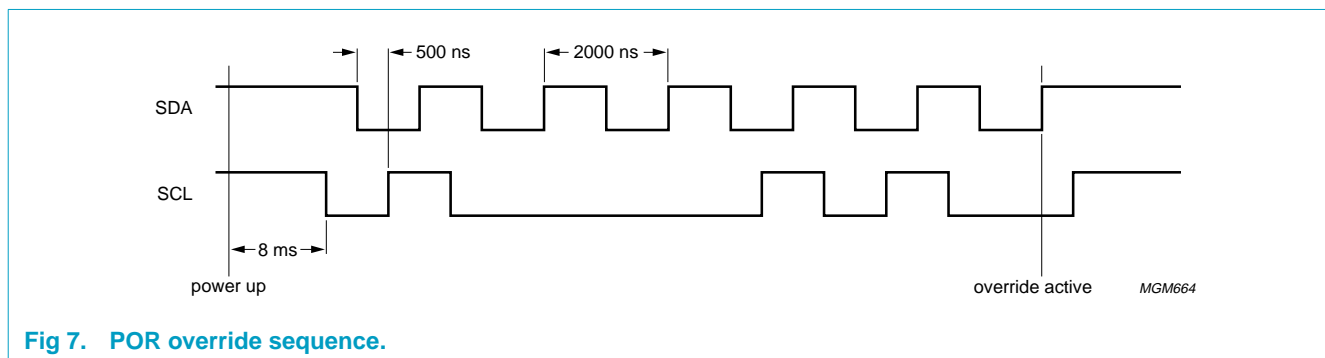 500 ns
2000 ns
SDA
SCL
8 ms
power up
override active
MGM664
Fig 7. POR override sequence.